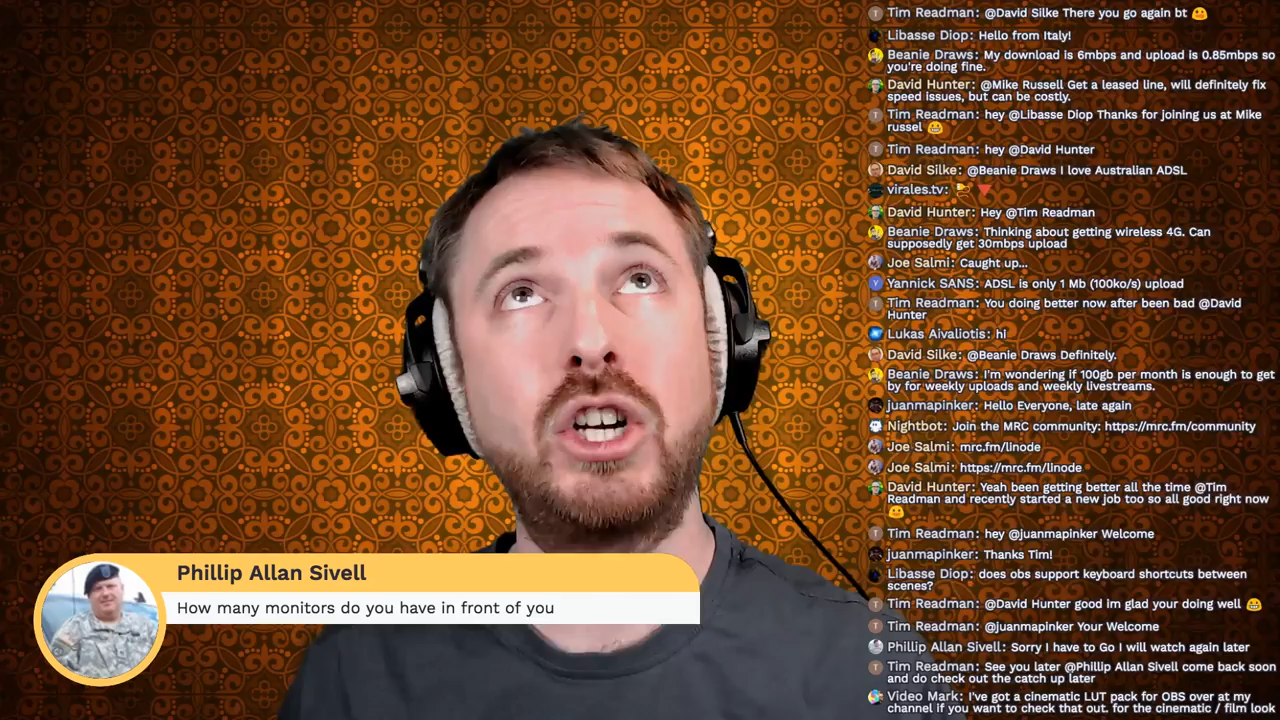 Tim Readman: @David Silke There you go again bt
Libasse Diop: Hello from Italy!
Beanie Draws: My download is 6mbps and upload is 0.85mbps so
you're doing fine.
David Hunter: @Mike Russell Get a leased line, will definitely fix
speed issues, but can be costly.
Tim Readman: hey @Libasse Diop Thanks for joining us at Mike
russel
Tim Readman: hey @David Hunter
David Silke: @Beanie Draws I love Australian ADSL
virales.tv:
David Hunter: Hey @Tim Readman
Beanie Draws: Thinking about getting wireless 4G. Can
supposedly get 30mbps upload
Joe Salmi: Caught up...
Yannick SANS: ADSL is only 1 Mb (100ko/s) upload
Tim Readman: You doing better now after been bad @David
Hunter
Lukas Aivaliotis: hi
David Silke: @Beanie Draws Definitely.
Beanie Draws: I'm wondering if 100gb per month is enough to get
by for weekly uploads and weekly livestreams.
juanmapinker: Hello Everyone, late again
Nightbot: Join the MRC community: https://mrc.fm/community
Joe Salmi: mrc.fm/linode
Joe Salmi: https://mrc.fm/linode
David Hunter: Yeah been getting better all the time @Tim
Readman and recently started a new job too so all good right now
Tim Readman: hey @juanmapinker Welcome
juanmapinker: Thanks Tim!
Libasse Diop: does obs support keyboard shortcuts between
scenes?
Tim Readman: @David Hunter good im glad your doing well
Tim Readman: @juanmapinker Your Welcome
Phillip Allan Sivell: Sorry I have to Go I will watch again later
Tim Readman: See you later @Phillip Allan Sivell come back soon
and do check out the catch up later
Video Mark: I've got a cinematic LUT pack for OBS over at my
channel if you want to check that out. for the cinematic / film look
Phillip Allan Sivell
How many monitors do you have in front of you